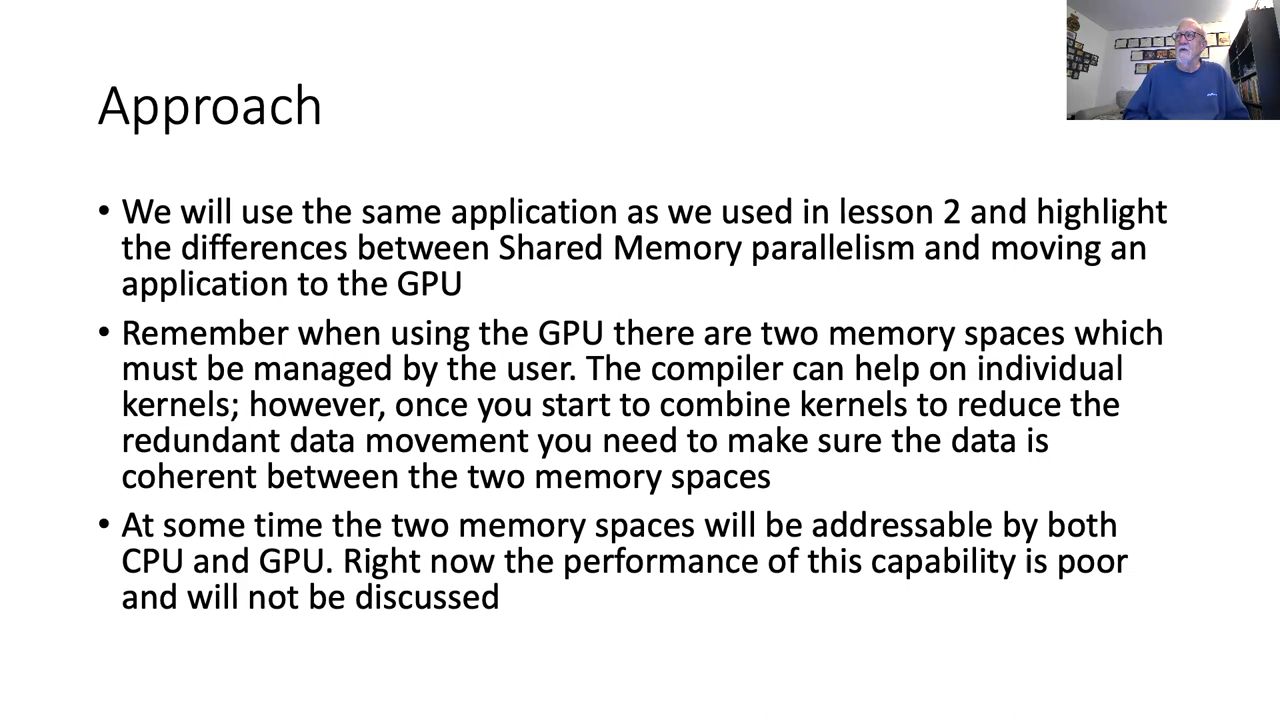 Approach
• We will use the same application as we used in lesson 2 and highlight
the differences between Shared Memory parallelism and moving an
application to the GPU
• Remember when using the GPU there are two memory spaces which
must be managed by the user. The compiler can help on individual
kernels; however, once you start to combine kernels to reduce the
redundant data movement you need to make sure the data is
coherent between the two memory spaces
• At some time the two memory spaces will be addressable by both
CPU and GPU. Right now the performance of this capability is poor
and will not be discussed